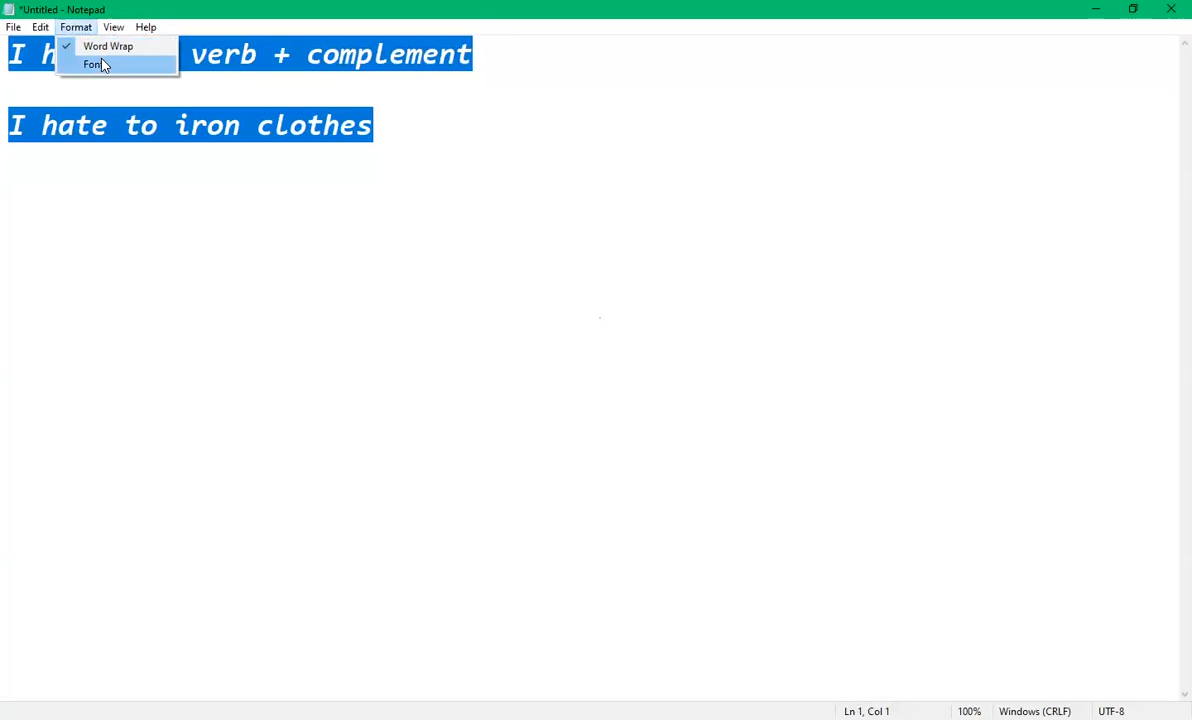 *Untitled - Notepad
File Edit Format View Help
Word Wrap
I h verb + complement
I hate to iron clothes
Ln 1, Col 1 100% Windows (CRLF) UTF-8